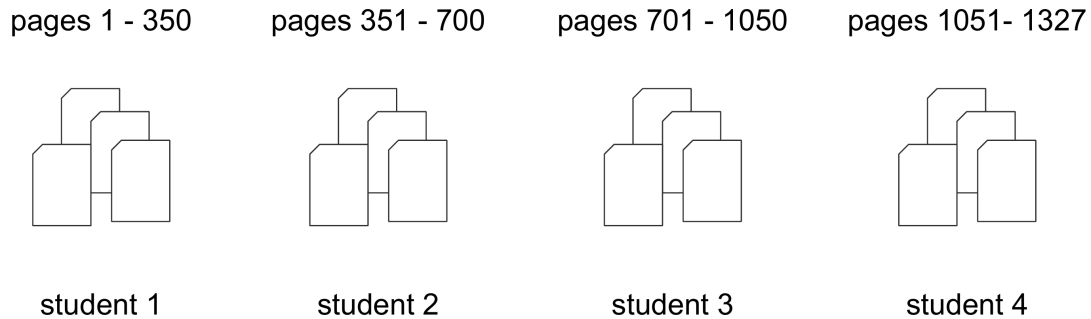 pages 1 - 350
pages 351 - 700
pages 701 - 1050
pages 1051- 1327
student 1
student 2
student 3
student 4